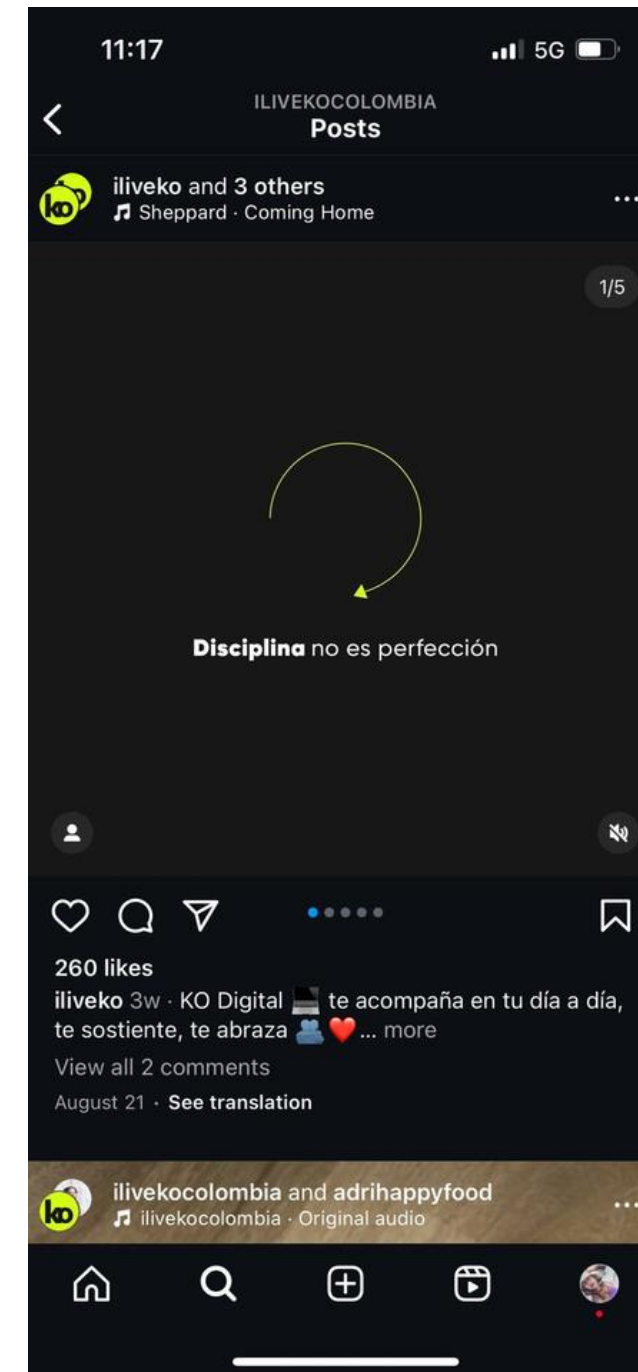 11:17
5G
ILIVEKOCOLOMBIA
Posts
ko
iliveko and 3 others
Sheppard · Coming Home
1/5
Disciplina no es perfección
260 likes
iliveko 3w · KO Digital 💻 te acompaña en tu día a día,
te sostiente, te abraza 🫂❤️... more
View all 2 comments
August 21 · See translation
ko
ilivekocolombia and adrihappyfood
ilivekocolombia · Original audio